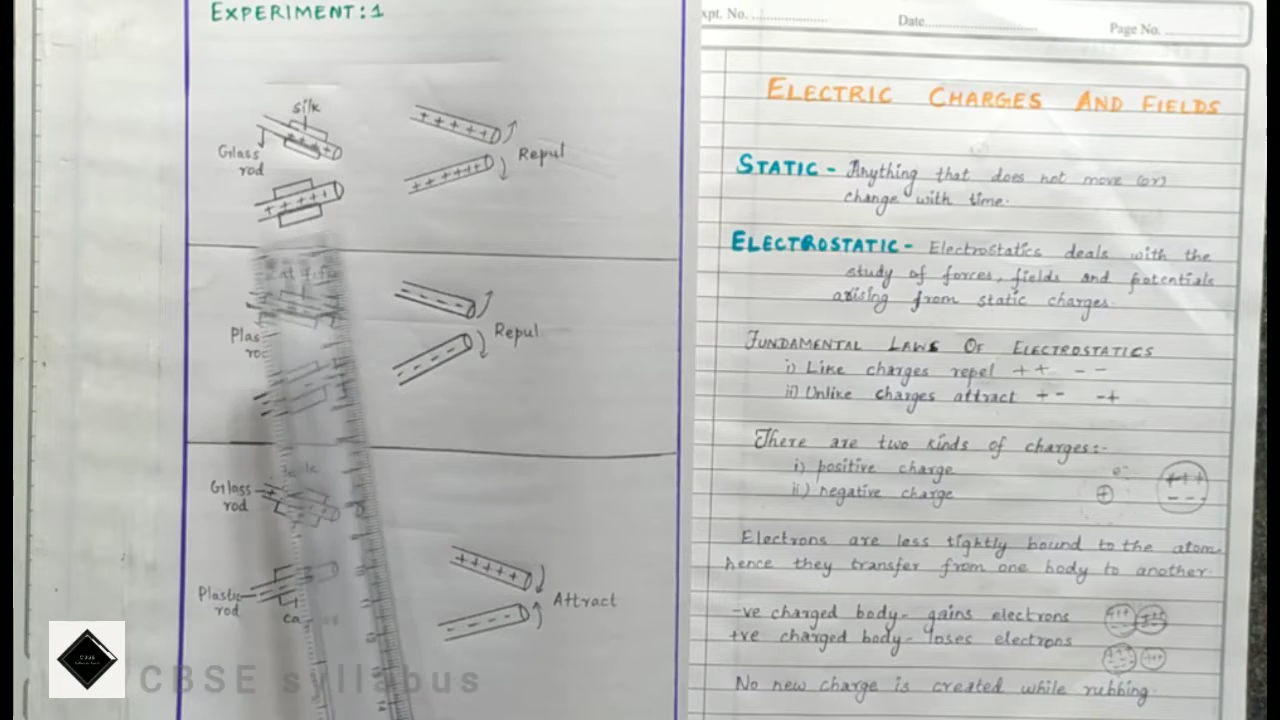 EXPERIMENT: 1
silk
Glass
rod
Repul
Plas
Repul
Glass
rod
Plastic
rod
ca
Attract
CBSE
CBSE syllabus
xpt. No. ....................
Date..............................
Page No. ....................
ELECTRIC CHARGES AND FIELDS
STATIC - Anything that does not move (or)
change with time.
ELECTROSTATIC - Electrostatics deals with the
study of forces, fields and potentials
arising from static charges.
FUNDAMENTAL LAWS OF ELECTROSTATICS
i) Like charges repel ++ --
ii) Unlike charges attract +- -+
There are two kinds of charges:-
i) positive charge
ii) negative charge
e-
Electrons are less tightly bound to the atom
hence they transfer from one body to another.
-ve charged body- gains electrons
+ve charged body- loses electrons
No new charge is created while rubbing.